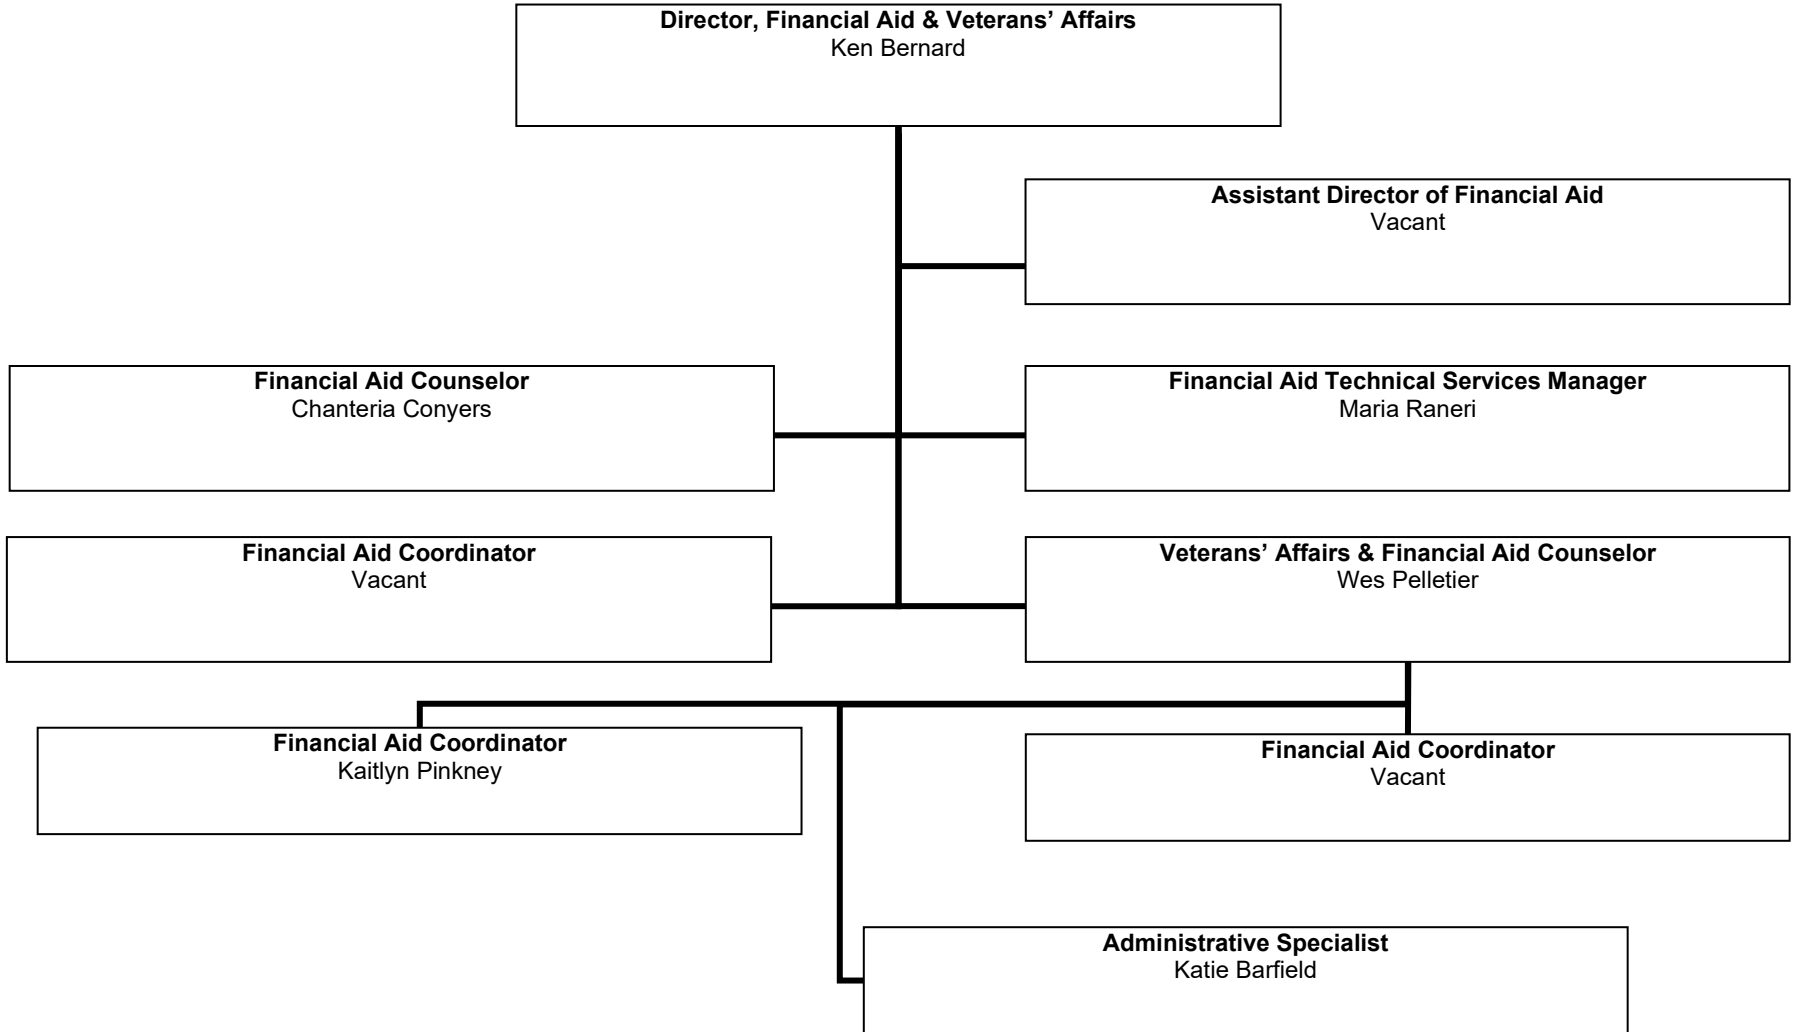 Director, Financial Aid & Veterans’ Affairs
Ken Bernard
Assistant Director of Financial Aid
Vacant
Financial Aid Counselor
Chanteria Conyers
Financial Aid Technical Services Manager
Maria Raneri
Financial Aid Coordinator
Vacant
Veterans’ Affairs & Financial Aid Counselor
Wes Pelletier
Financial Aid Coordinator
Kaitlyn Pinkney
Financial Aid Coordinator
Vacant
Administrative Specialist
Katie Barfield